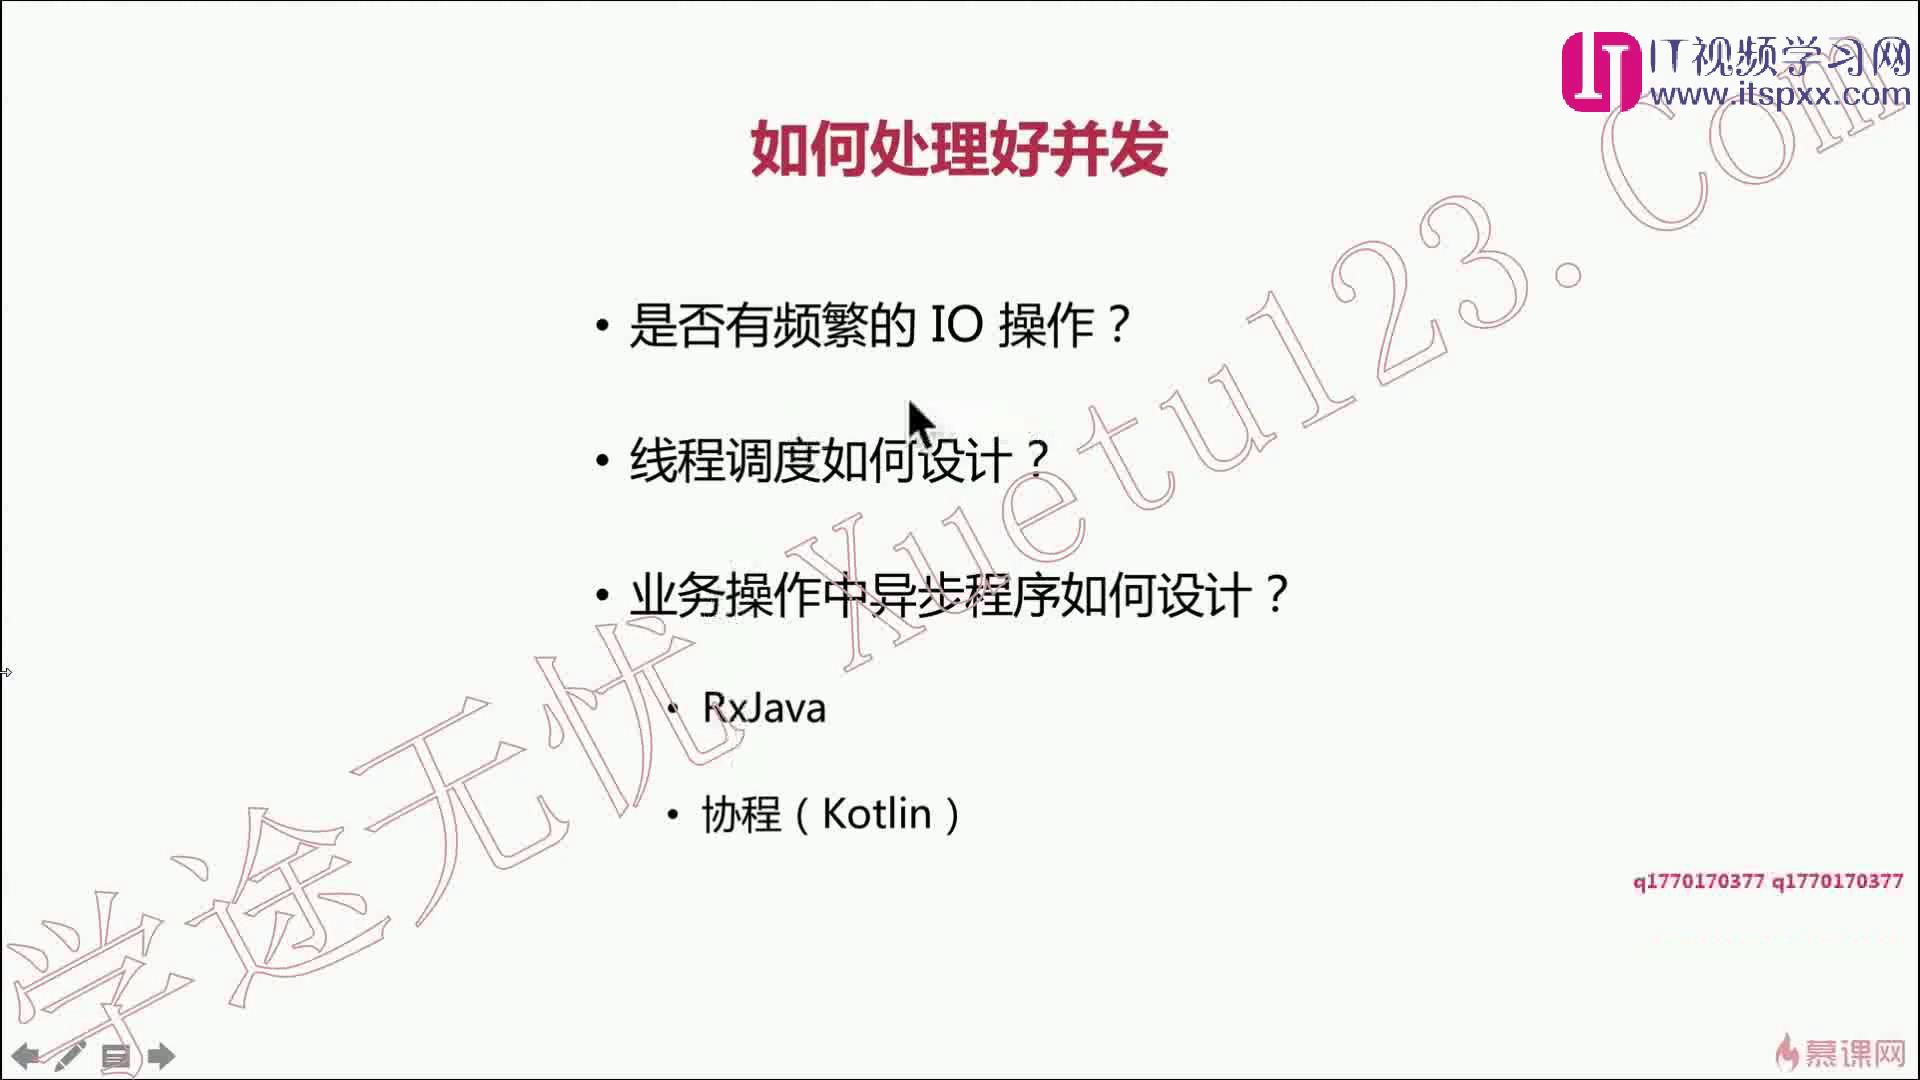 IT视频学习网
www.itspxx.com
如何处理好并发
• 是否有频繁的 IO 操作？
• 线程调度如何设计？
• 业务操作中异步程序如何设计？
• RxJava
• 协程（Kotlin）
学途无忧 Xuetu123.Com
q1770170377 q1770170377
慕课网